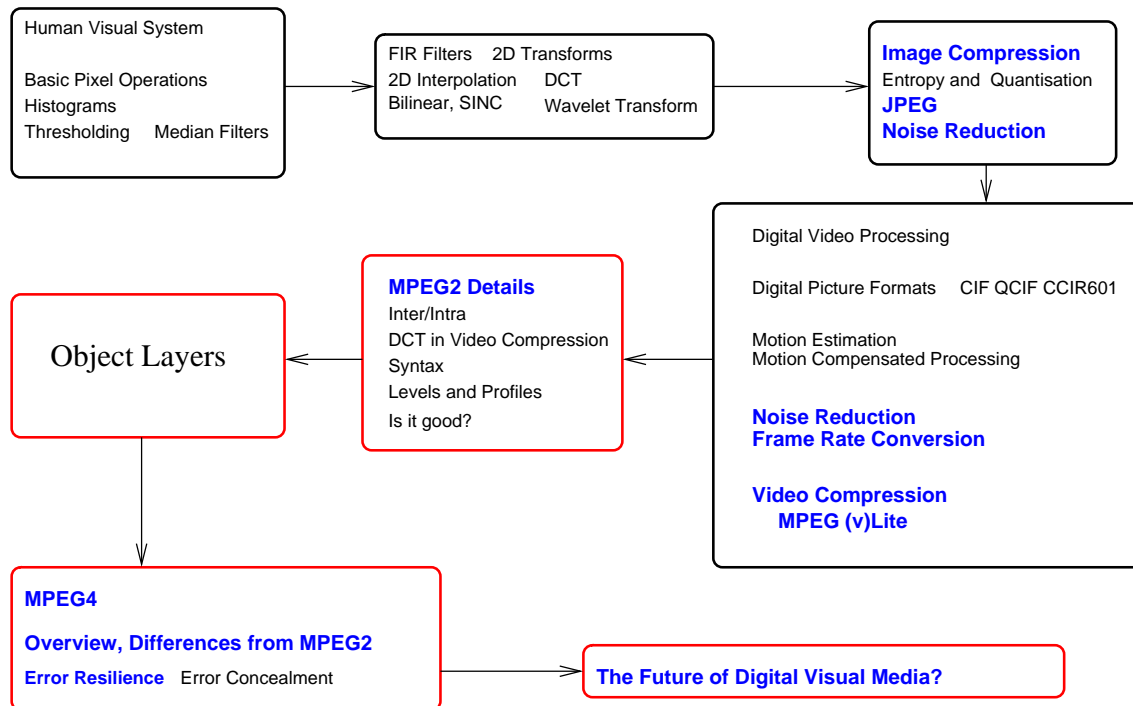 Human Visual System
Basic Pixel Operations
Histograms
Thresholding Median Filters
FIR Filters 2D Transforms
2D Interpolation DCT
Bilinear, SINC Wavelet Transform
Image Compression
Entropy and Quantisation
JPEG
Noise Reduction
Digital Video Processing
Digital Picture Formats CIF QCIF CCIR601
Motion Estimation
Motion Compensated Processing
Noise Reduction
Frame Rate Conversion
Video Compression
MPEG (v)Lite
MPEG2 Details
Inter/Intra
DCT in Video Compression
Syntax
Levels and Profiles
Is it good?
Object Layers
MPEG4
Overview, Differences from MPEG2
Error Resilience Error Concealment
The Future of Digital Visual Media?